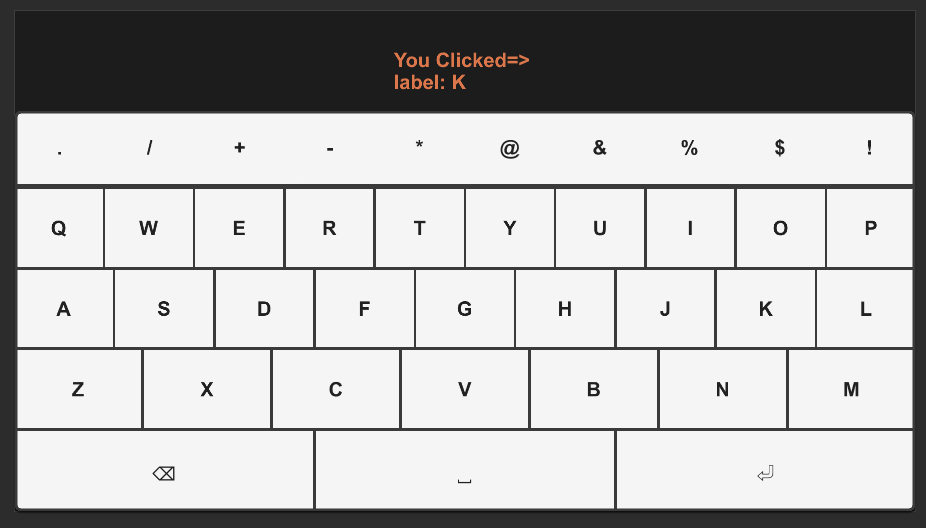 You Clicked=>
label: K
. / + - * @ & % $ !
Q W E R T Y U I O P
A S D F G H J K L
Z X C V B N M
⌫ ⎵ ⏎